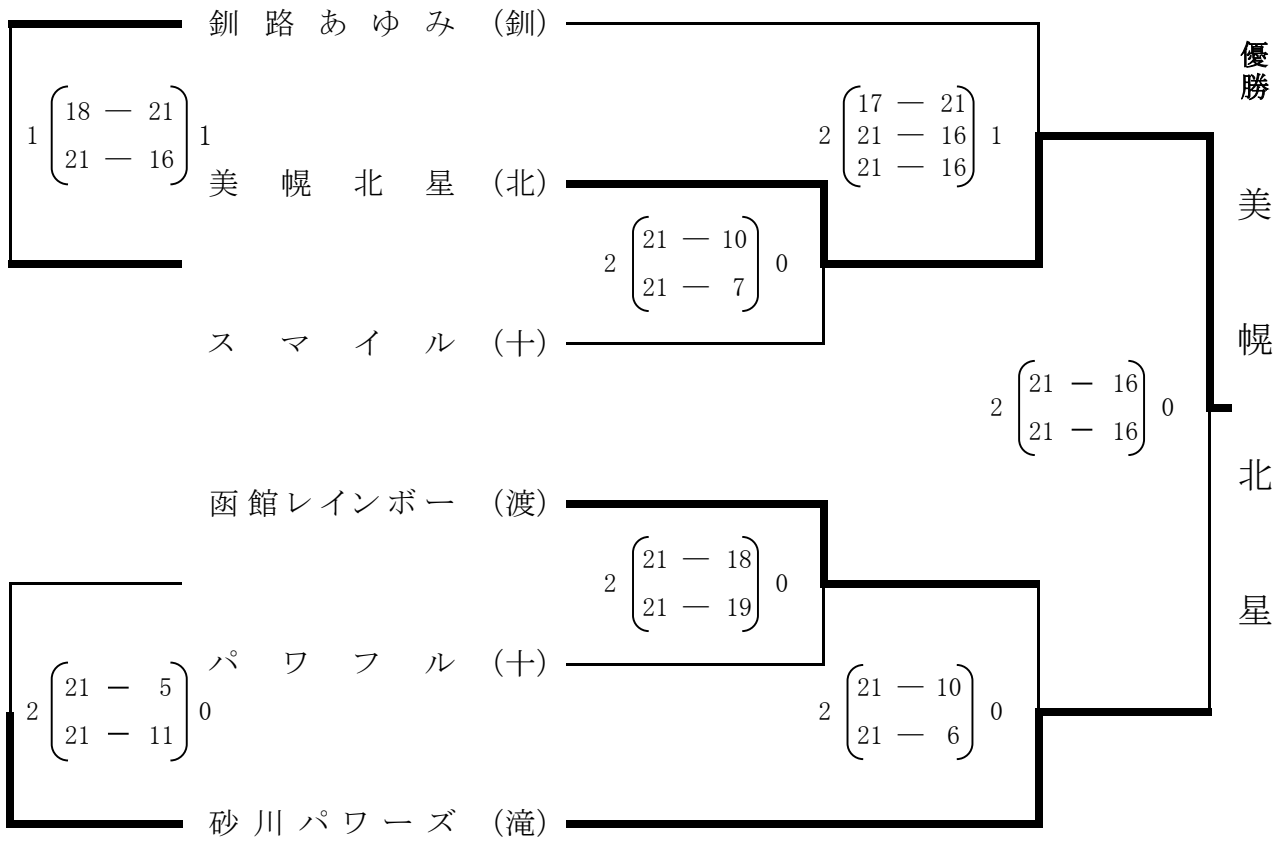 釧路あゆみ (釧)
優勝
1 18 — 21 1
21 — 16
2 17 — 21 1
21 — 16
21 — 16
美幌北星 (北)
美幌北星
2 21 — 10 0
21 — 7
スマイル (十)
2 21 — 16 0
21 — 16
函館レインボー (渡)
2 21 — 18 0
21 — 19
パワフル (十)
2 21 — 5 0
21 — 11
2 21 — 10 0
21 — 6
砂川パワーズ (滝)